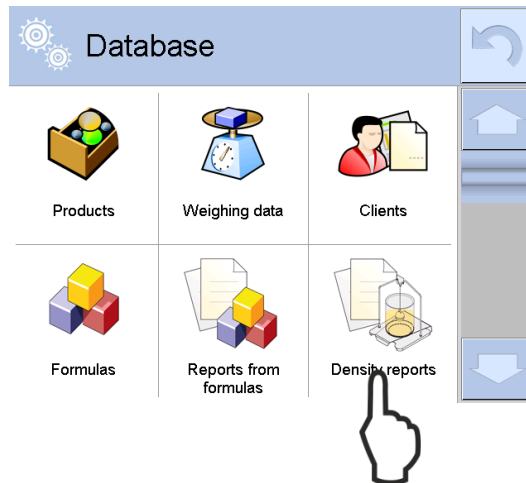 Database
Products
Weighing data
Clients
Formulas
Reports from
formulas
Density reports